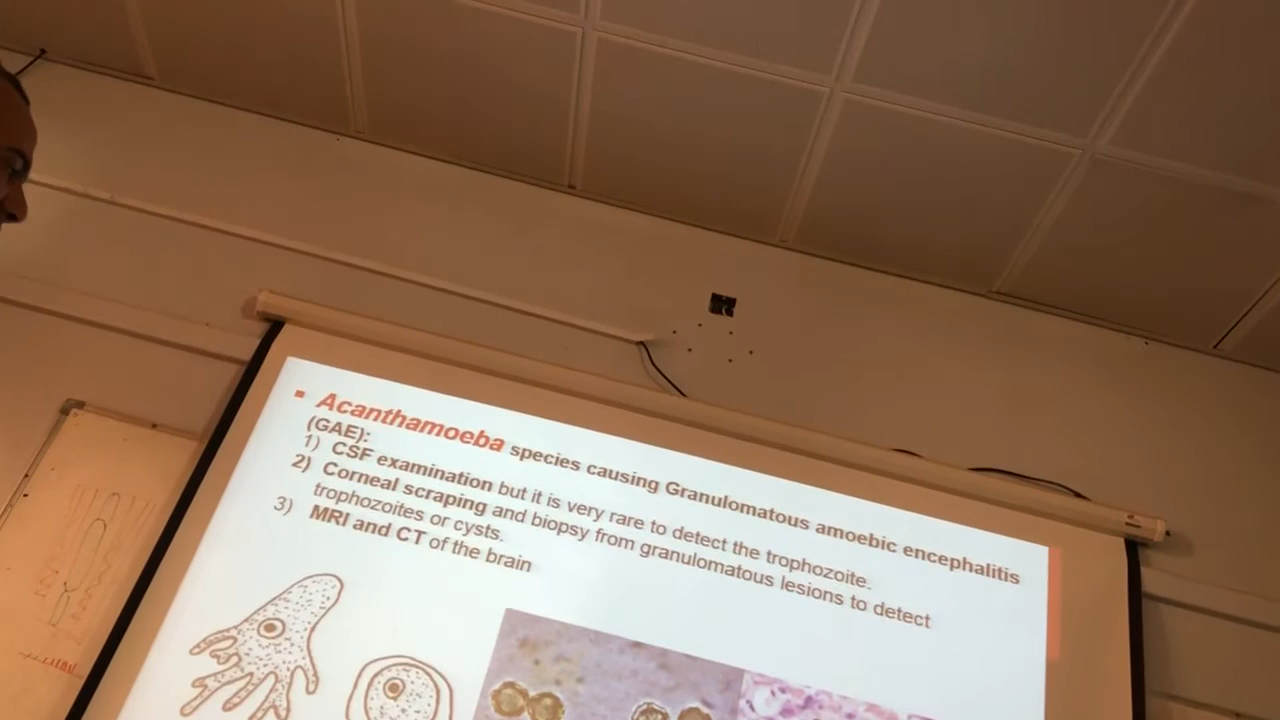 ▪ Acanthamoeba species causing Granulomatous amoebic encephalitis
(GAE):
1) CSF examination but it is very rare to detect the trophozoite.
2) Corneal scraping and biopsy from granulomatous lesions to detect
trophozoites or cysts.
3) MRI and CT of the brain